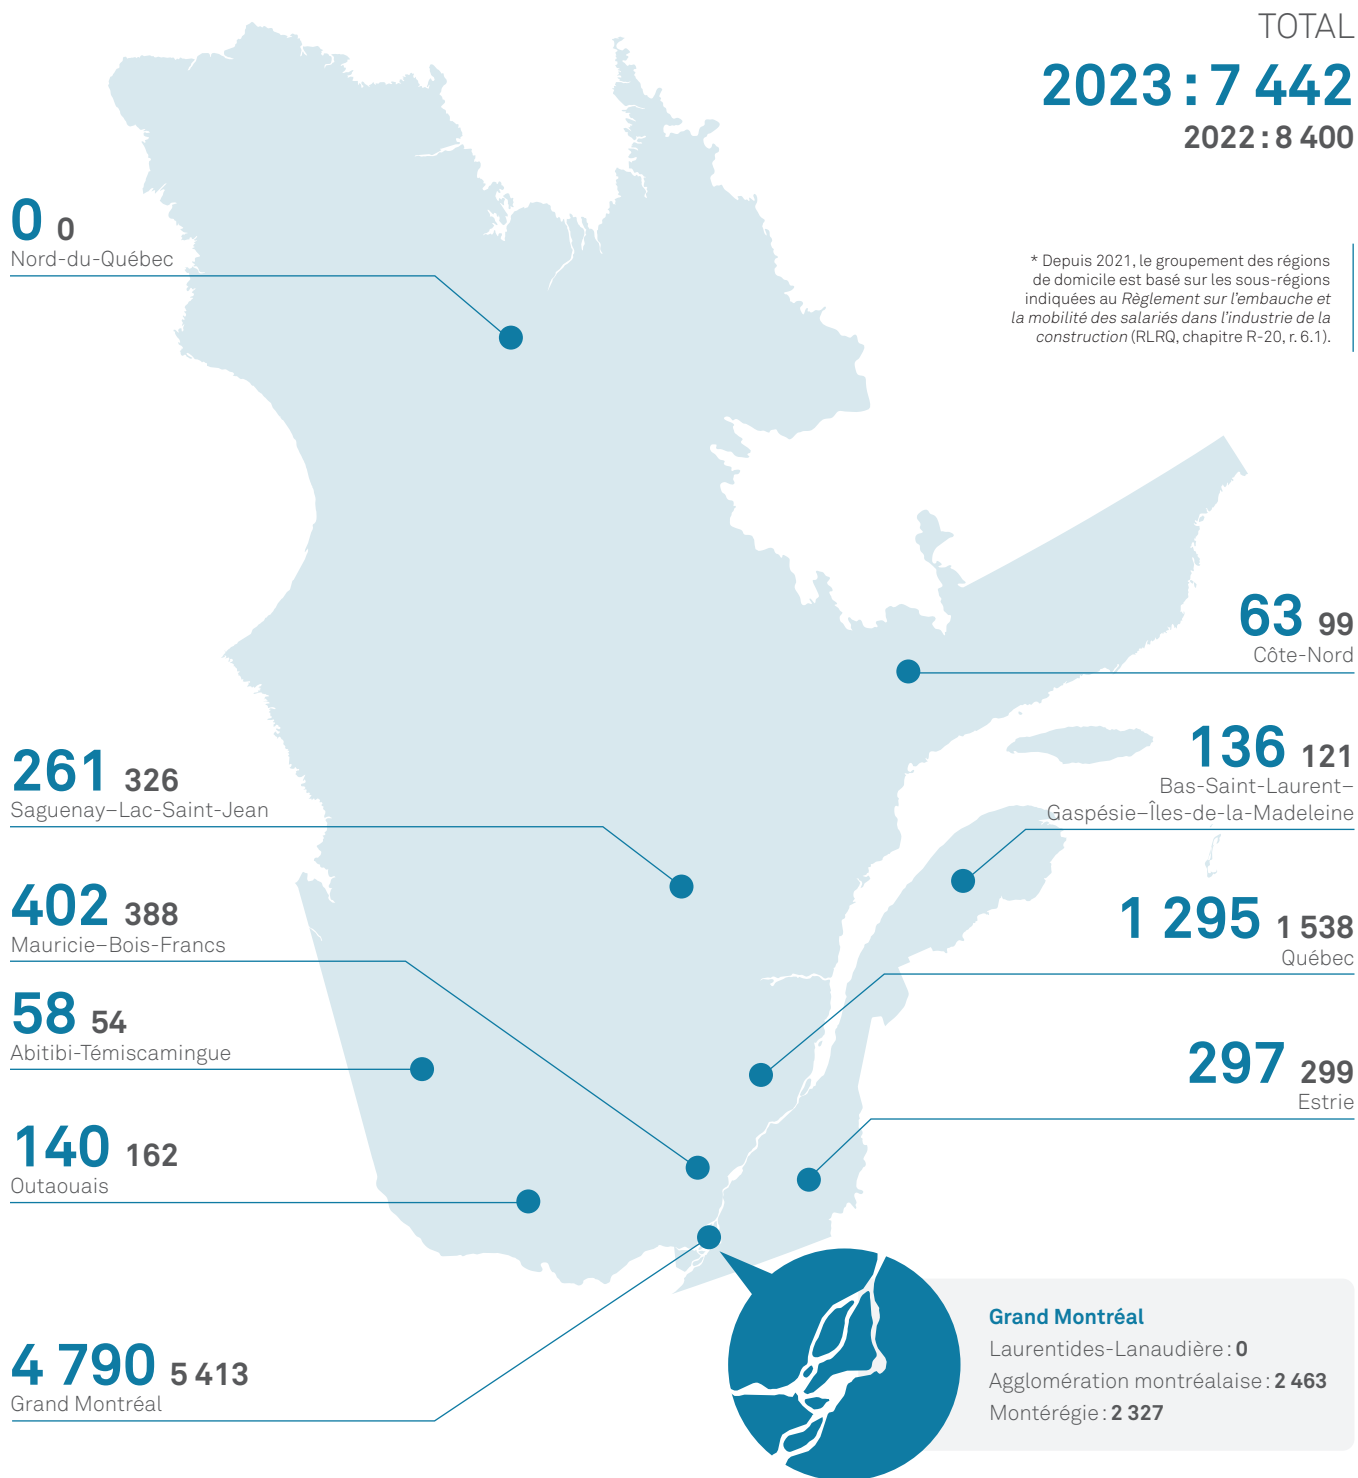 TOTAL
2023 : 7 442
2022 : 8 400
* Depuis 2021, le groupement des régions
de domicile est basé sur les sous-régions
indiquées au Règlement sur l'embauche et
la mobilité des salariés dans l'industrie de la
construction (RLRQ, chapitre R-20, r. 6.1).
0 0
Nord-du-Québec
63 99
Côte-Nord
136 121
Bas-Saint-Laurent–
Gaspésie–Îles-de-la-Madeleine
261 326
Saguenay–Lac-Saint-Jean
402 388
Mauricie–Bois-Francs
1 295 1 538
Québec
58 54
Abitibi-Témiscamingue
297 299
Estrie
140 162
Outaouais
4 790 5 413
Grand Montréal
Grand Montréal
Laurentides-Lanaudière : 0
Agglomération montréalaise : 2 463
Montérégie : 2 327